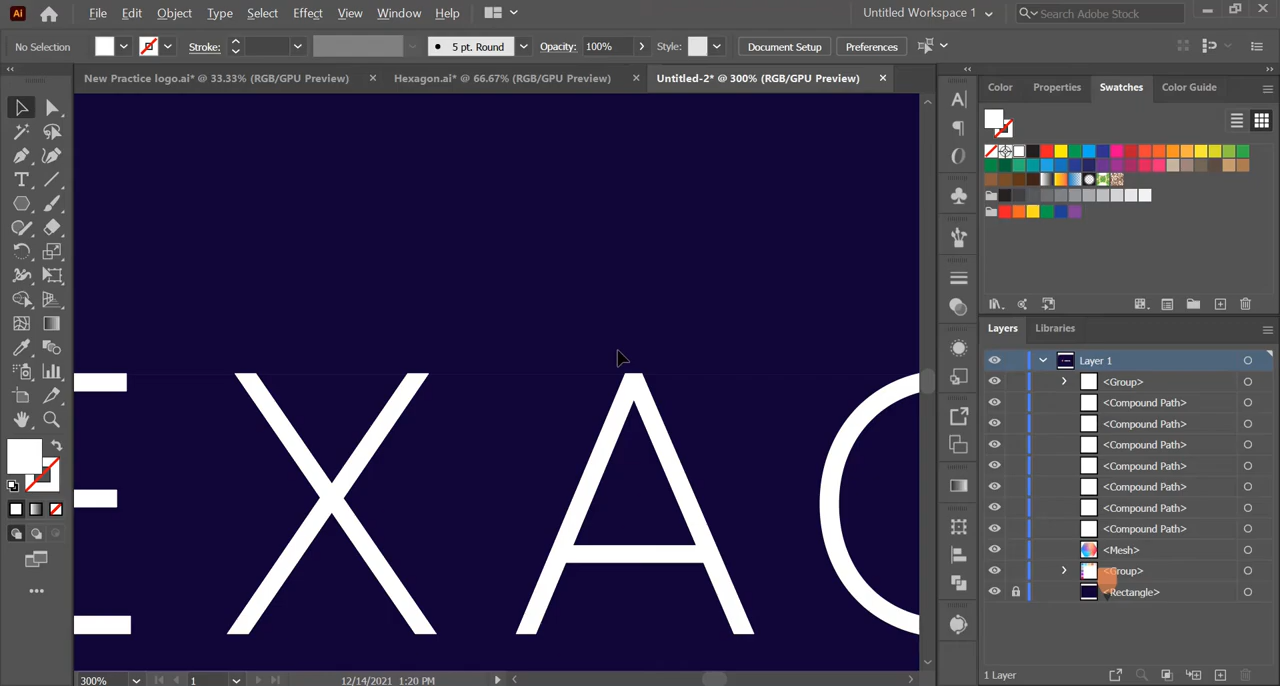 Ai File Edit Object Type Select Effect View Window Help Untitled Workspace 1 Search Adobe Stock
No Selection Stroke: 5 pt. Round Opacity: 100% Style: Document Setup Preferences
New Practice logo.ai* @ 33.33% (RGB/GPU Preview) Hexagon.ai* @ 66.67% (RGB/GPU Preview) Untitled-2* @ 300% (RGB/GPU Preview)
Color Properties Swatches Color Guide
Layers Libraries
Layer 1
<Group>
<Compound Path>
<Compound Path>
<Compound Path>
<Compound Path>
<Compound Path>
<Compound Path>
<Compound Path>
<Mesh>
<Group>
<Rectangle>
EXA
300% 1 12/14/2021 1:20 PM 1 Layer